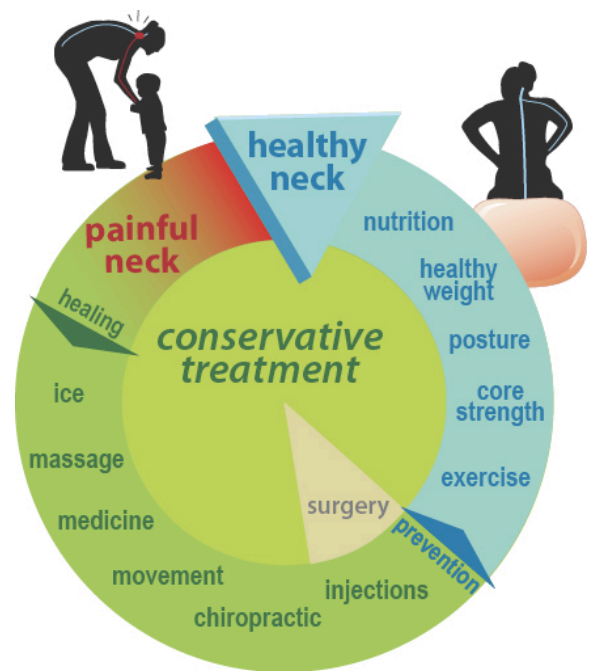 healthy
neck
painful
neck
healing
conservative
treatment
ice
massage
medicine
movement
chiropractic
injections
surgery
prevention
exercise
core
strength
posture
healthy
weight
nutrition